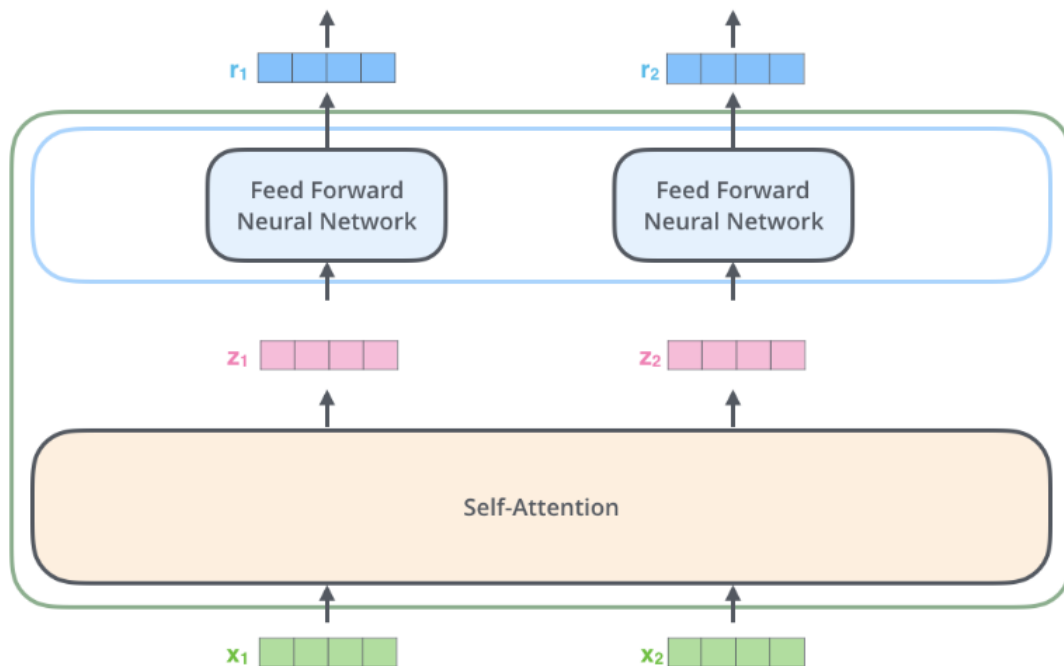 r₁ r₂
Feed Forward Neural Network
Feed Forward Neural Network
z₁ z₂
Self-Attention
x₁ x₂